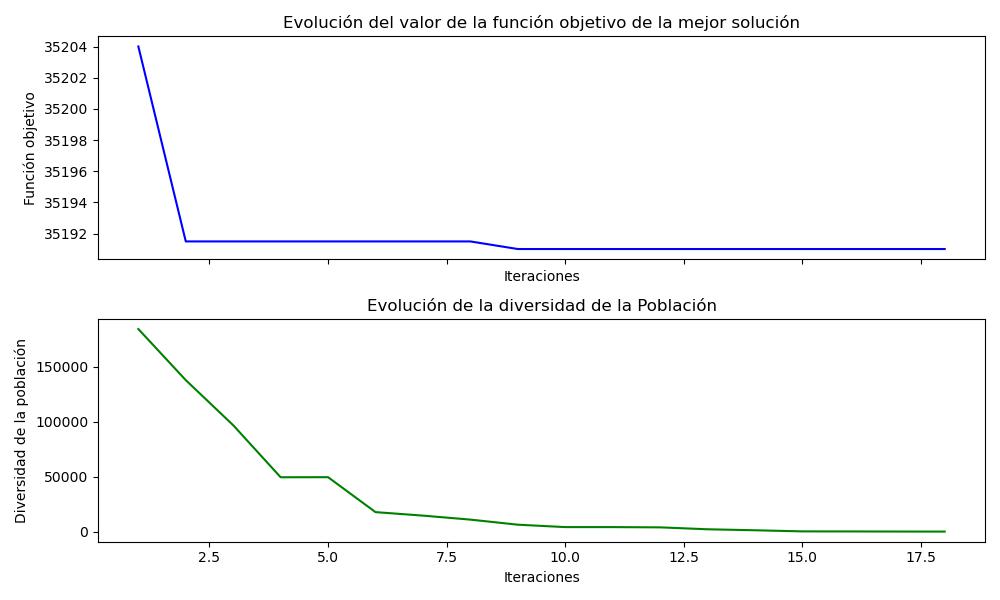 Evolución del valor de la función objetivo de la mejor solución
35204
35202
35200
35198
35196
35194
35192
Función objetivo
Iteraciones
Evolución de la diversidad de la Población
150000
100000
50000
0
Diversidad de la población
2.5 5.0 7.5 10.0 12.5 15.0 17.5
Iteraciones